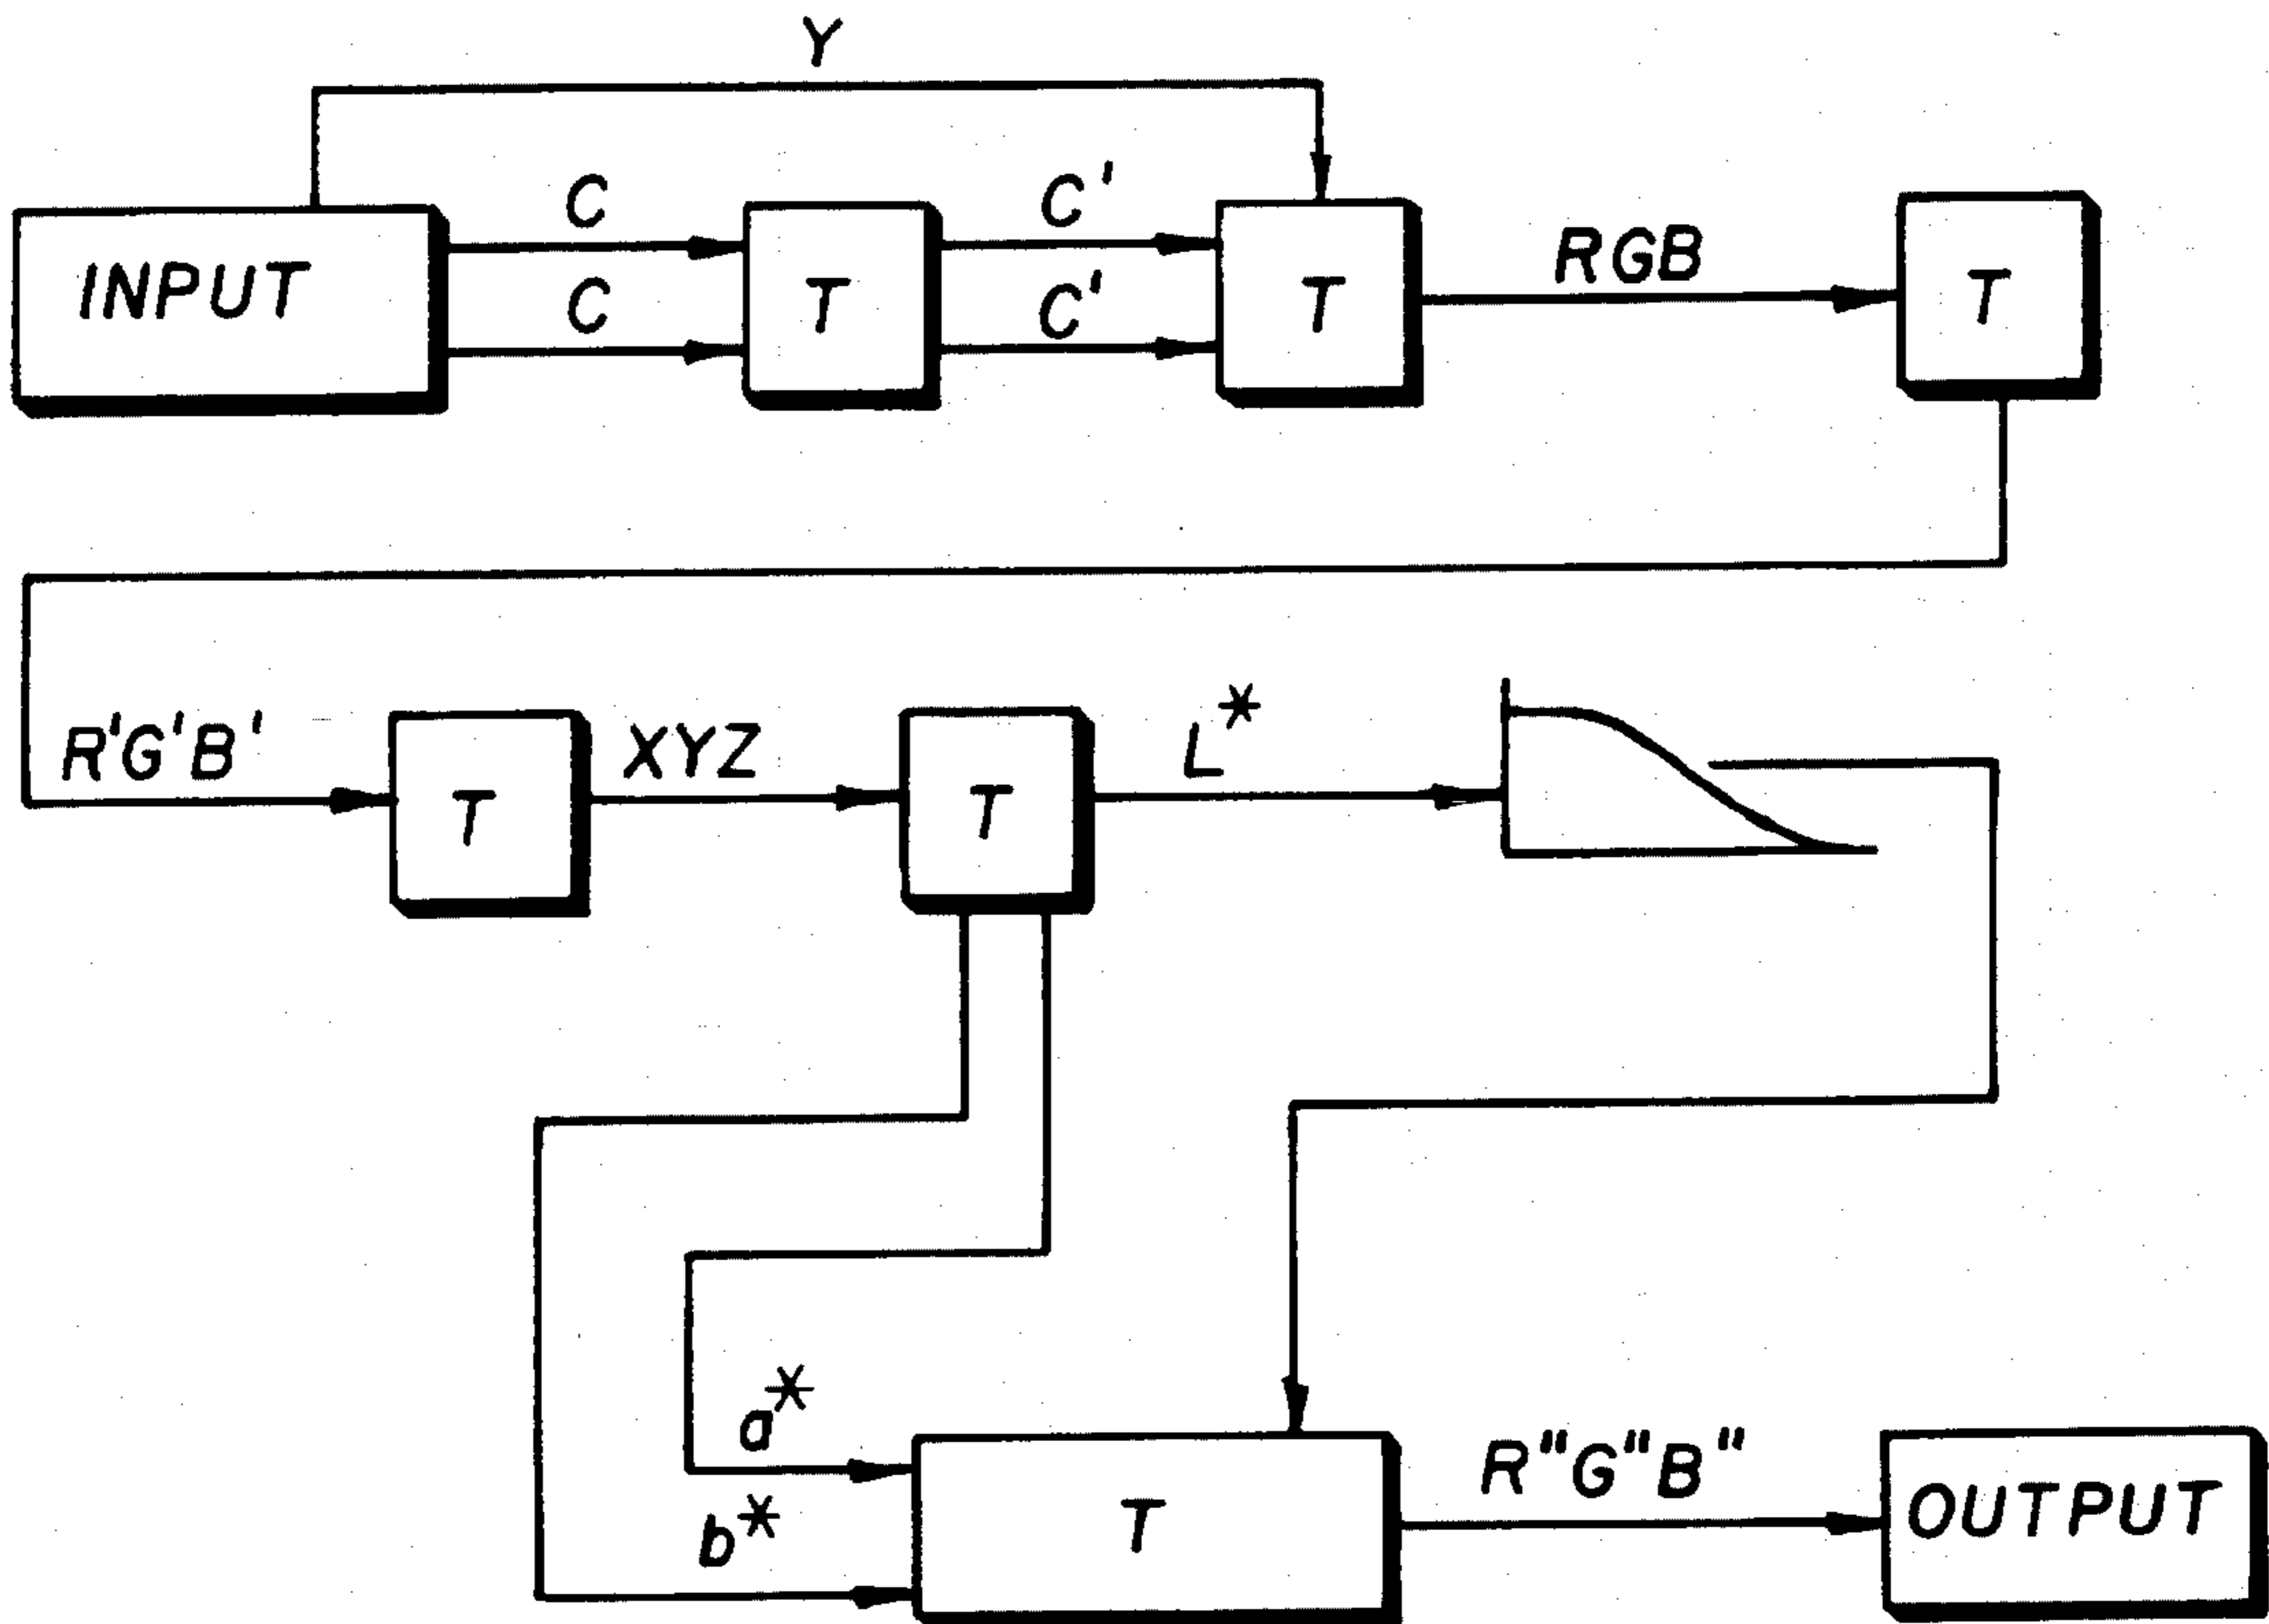 Y
C
C'
INPUT
C
T
C'
T
RGB
T
R'G'B'
T
XYZ
T
L*
a*
b*
T
R"G"B"
OUTPUT